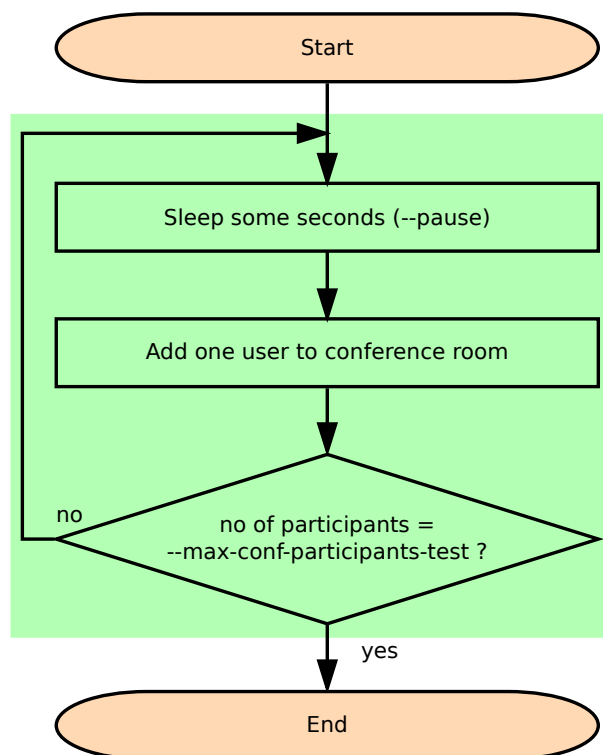 Start
Sleep some seconds (--pause)
Add one user to conference room
no
no of participants =
--max-conf-participants-test ?
yes
End